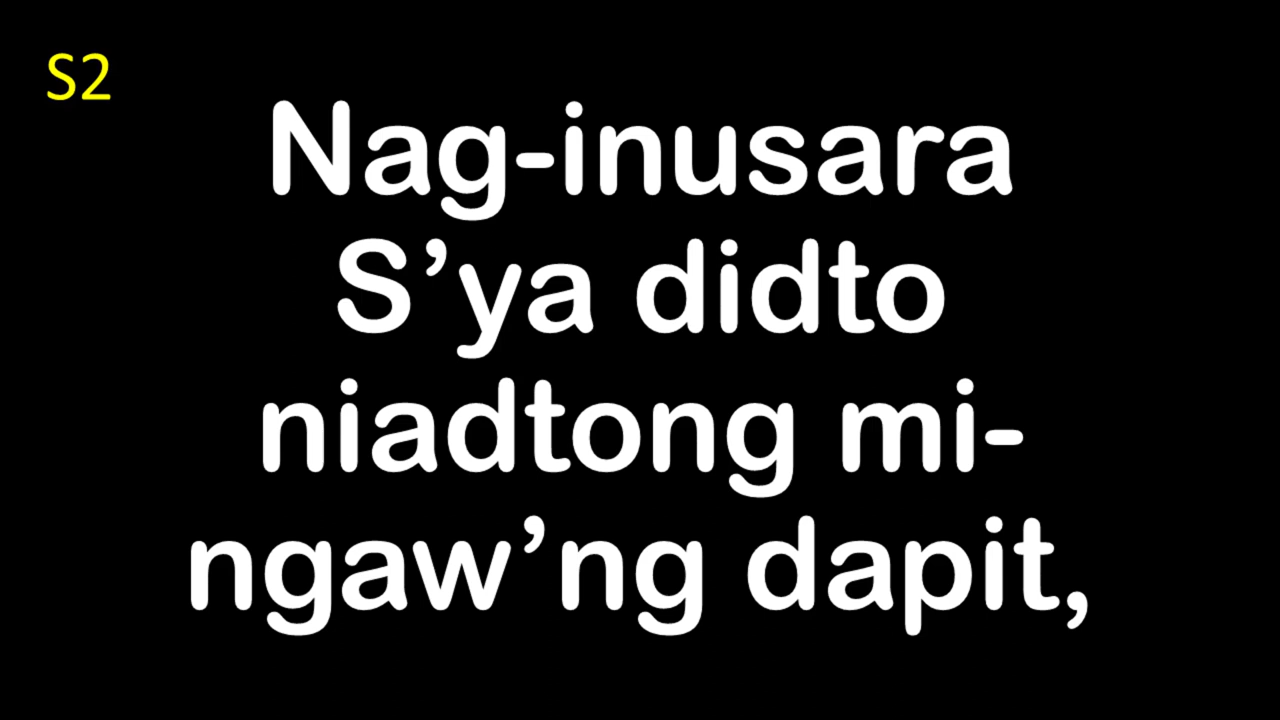 S2
Nag-inusara
S’ya didto
niadtong mi-
ngaw’ng dapit,